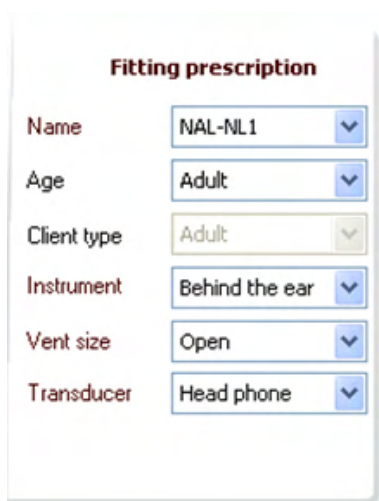 Fitting prescription
Name NAL-NL1
Age Adult
Client type Adult
Instrument Behind the ear
Vent size Open
Transducer Head phone